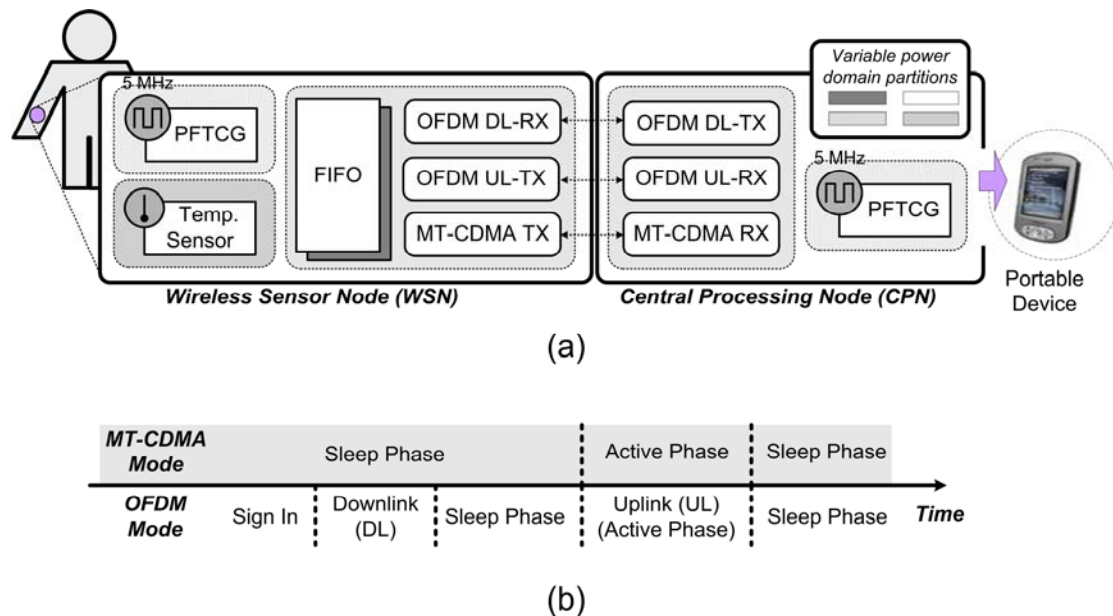 Variable power
domain partitions
5 MHz
PFTCG
Temp.
Sensor
FIFO
OFDM DL-RX
OFDM UL-TX
MT-CDMA TX
OFDM DL-TX
OFDM UL-RX
MT-CDMA RX
5 MHz
PFTCG
Wireless Sensor Node (WSN)
Central Processing Node (CPN)
Portable
Device
(a)
MT-CDMA
Mode
Sleep Phase
Active Phase
Sleep Phase
OFDM
Mode
Sign In
Downlink
(DL)
Sleep Phase
Uplink (UL)
(Active Phase)
Sleep Phase
Time
(b)